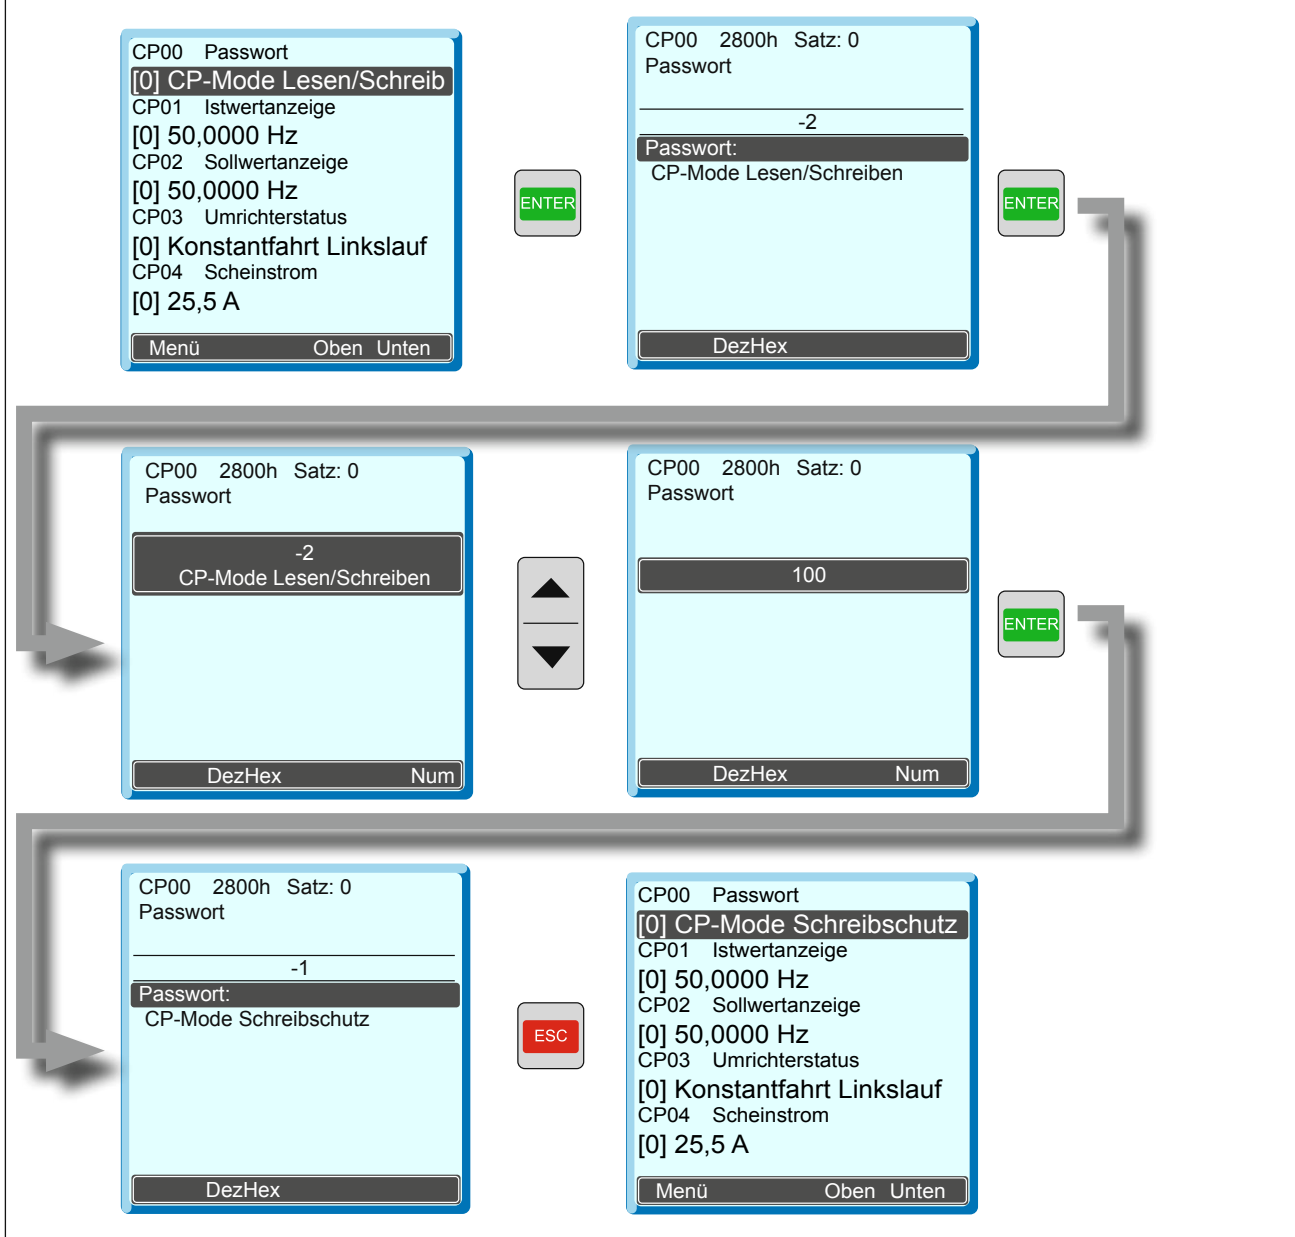 CP00 Passwort
[0] CP-Mode Lesen/Schreib
CP01 Istwertanzeige
[0] 50,0000 Hz
CP02 Sollwertanzeige
[0] 50,0000 Hz
CP03 Umrichterstatus
[0] Konstantfahrt Linkslauf
CP04 Scheinstrom
[0] 25,5 A
Menü Oben Unten
ENTER
CP00 2800h Satz: 0
Passwort
-2
Passwort:
CP-Mode Lesen/Schreiben
DezHex
ENTER
CP00 2800h Satz: 0
Passwort
-2
CP-Mode Lesen/Schreiben
DezHex Num
CP00 2800h Satz: 0
Passwort
100
DezHex Num
ENTER
CP00 2800h Satz: 0
Passwort
-1
Passwort:
CP-Mode Schreibschutz
DezHex
ESC
CP00 Passwort
[0] CP-Mode Schreibschutz
CP01 Istwertanzeige
[0] 50,0000 Hz
CP02 Sollwertanzeige
[0] 50,0000 Hz
CP03 Umrichterstatus
[0] Konstantfahrt Linkslauf
CP04 Scheinstrom
[0] 25,5 A
Menü Oben Unten